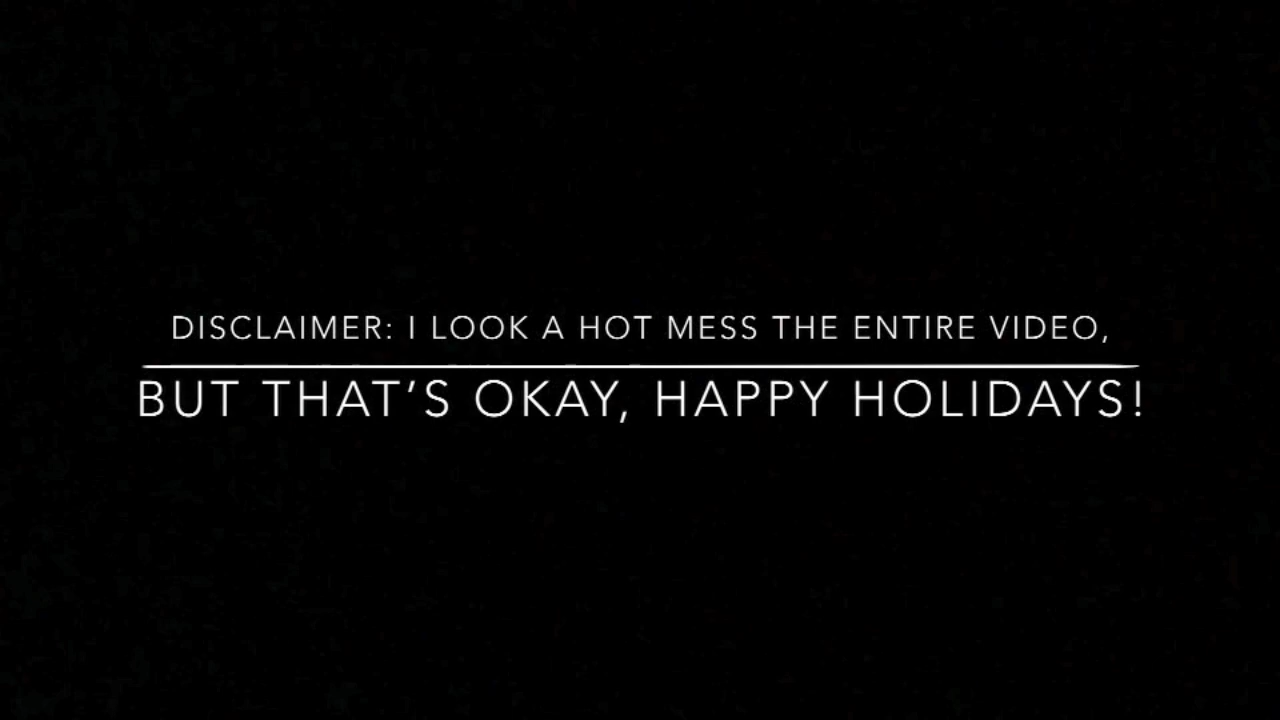 DISCLAIMER: I LOOK A HOT MESS THE ENTIRE VIDEO,
BUT THAT’S OKAY, HAPPY HOLIDAYS!